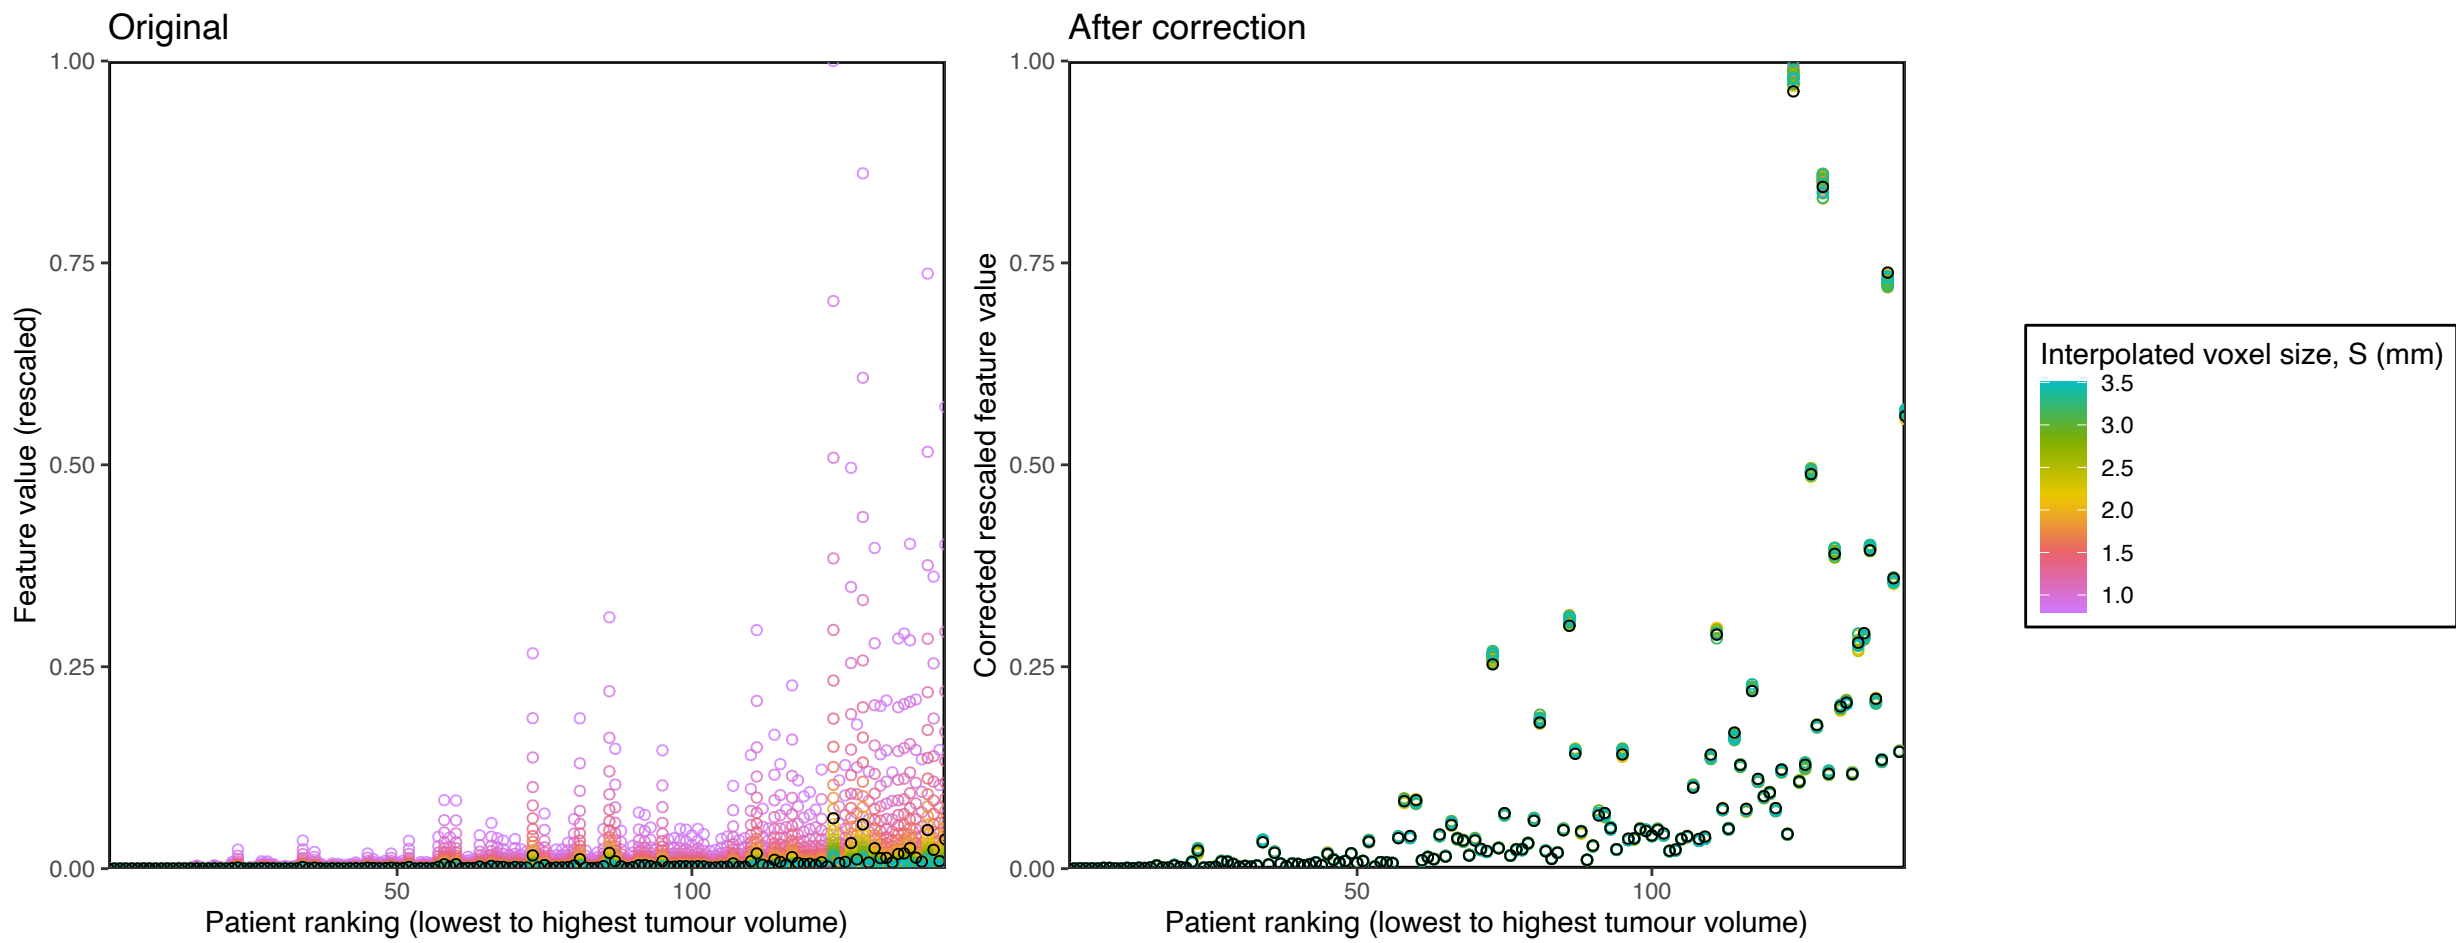 Original
After correction
1.00
0.75
0.50
0.25
0.00
Feature value (rescaled)
50
100
Patient ranking (lowest to highest tumour volume)
1.00
0.75
0.50
0.25
0.00
Corrected rescaled feature value
50
100
Patient ranking (lowest to highest tumour volume)
Interpolated voxel size, S (mm)
3.5
3.0
2.5
2.0
1.5
1.0